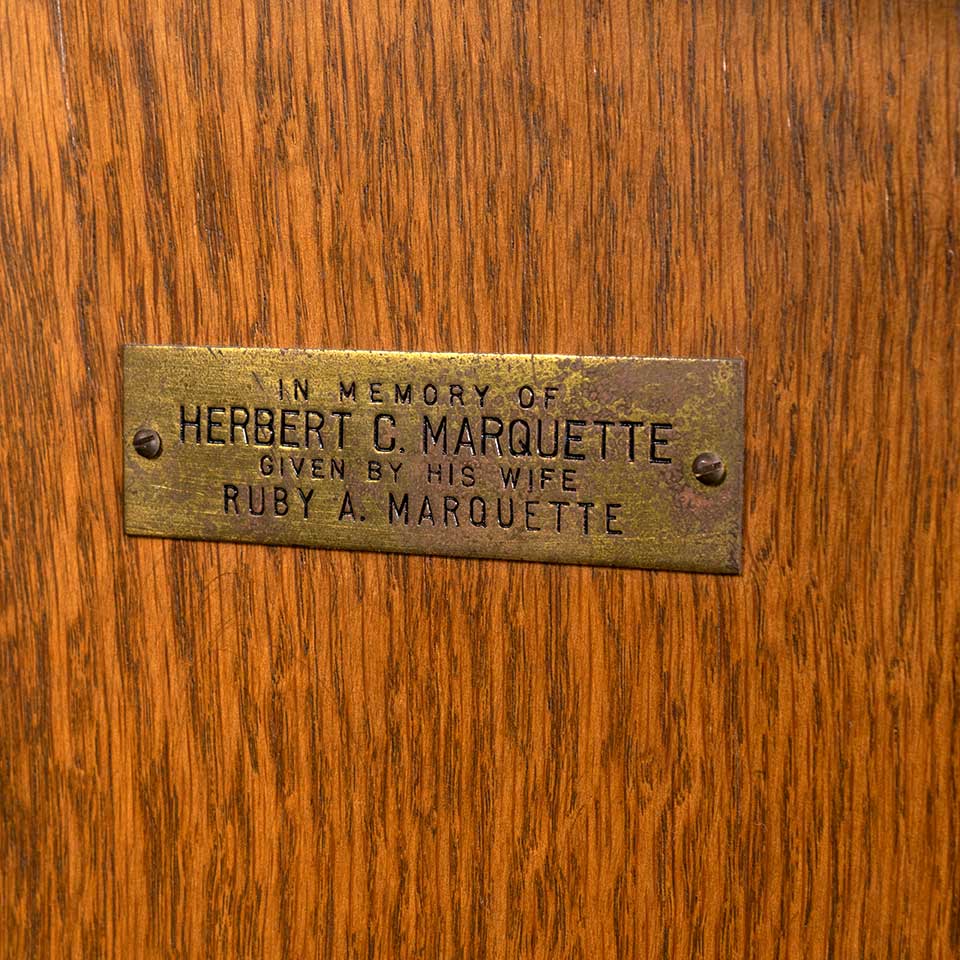 IN MEMORY OF
HERBERT C. MARQUETTE
GIVEN BY HIS WIFE
RUBY A. MARQUETTE